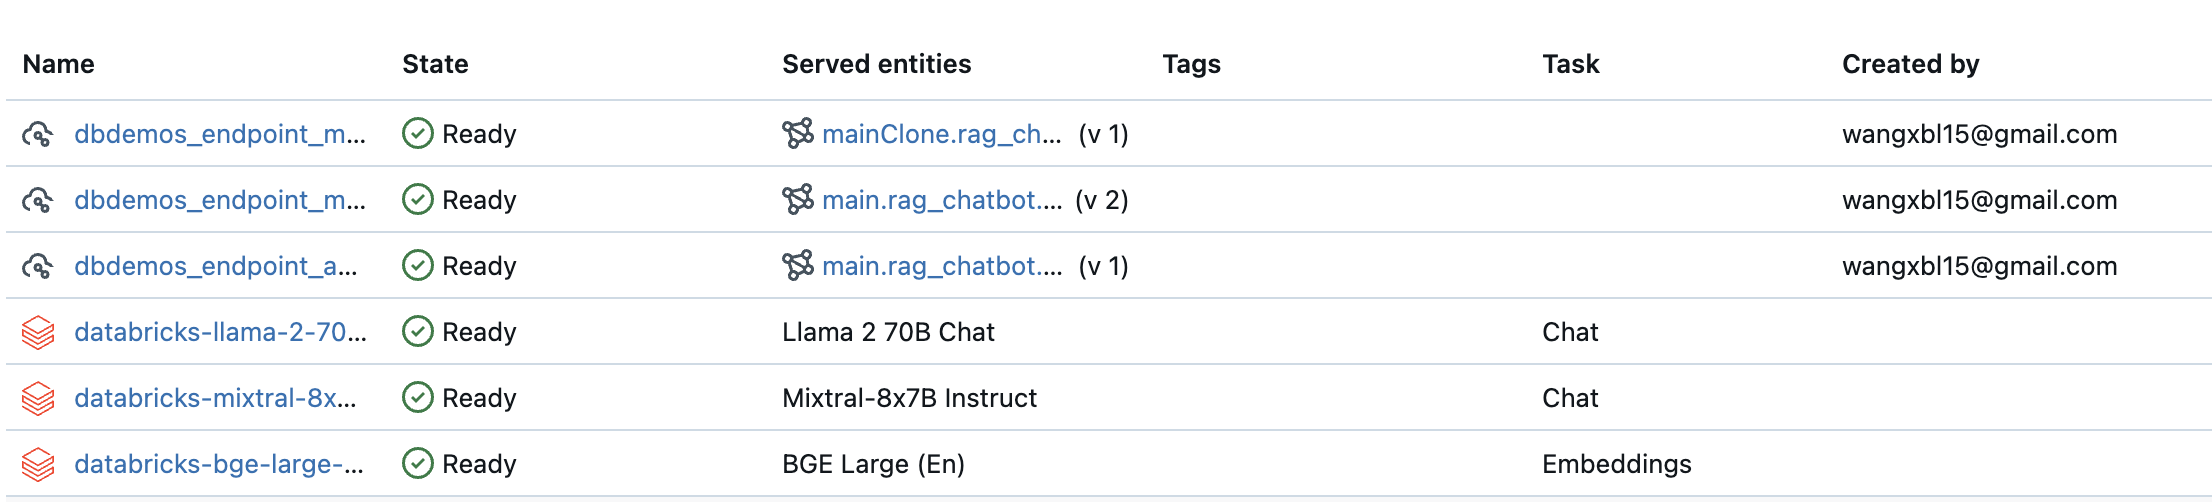 Name State Served entities Tags Task Created by
dbdemos_endpoint_m... Ready mainClone.rag_ch... (v 1) wangxbl15@gmail.com
dbdemos_endpoint_m... Ready main.rag_chatbot.... (v 2) wangxbl15@gmail.com
dbdemos_endpoint_a... Ready main.rag_chatbot.... (v 1) wangxbl15@gmail.com
databricks-llama-2-70... Ready Llama 2 70B Chat Chat
databricks-mixtral-8x... Ready Mixtral-8x7B Instruct Chat
databricks-bge-large-... Ready BGE Large (En) Embeddings